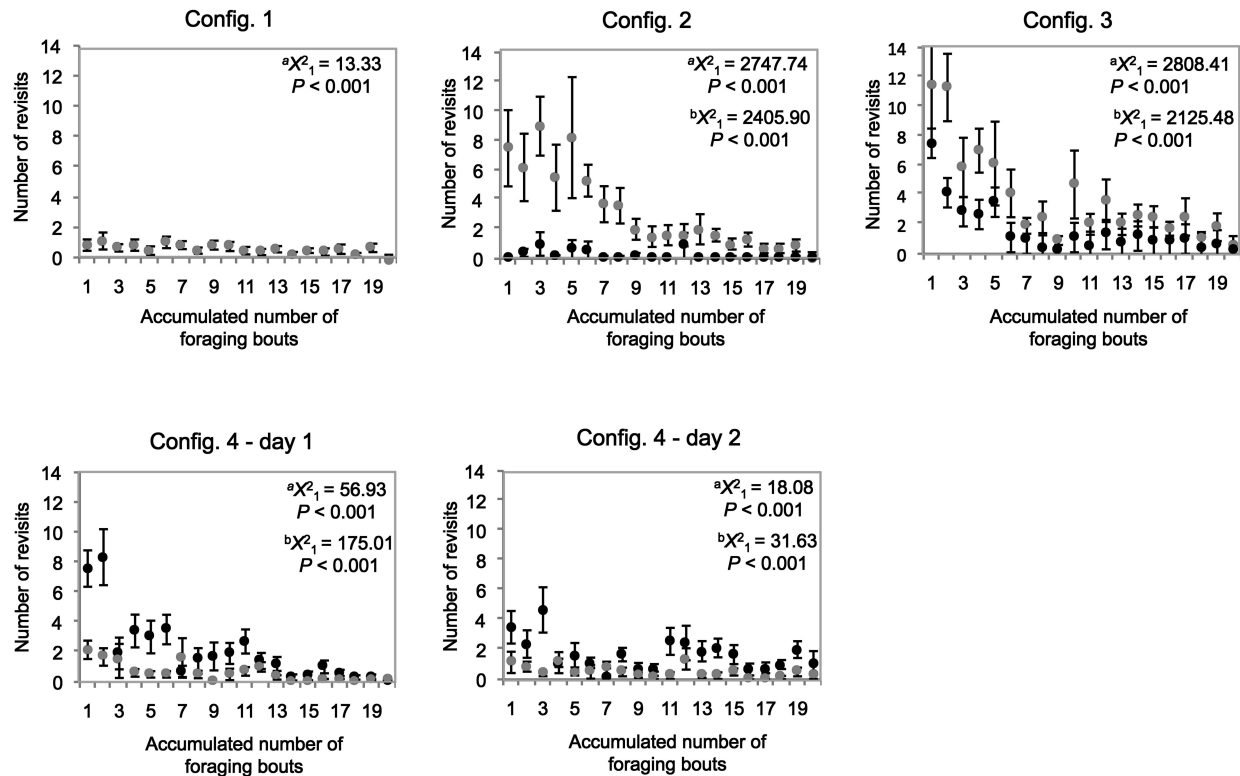 Config. 1
14
12
10
8
6
4
2
0
Number of revisits
aX²₁ = 13.33
P < 0.001
1 3 5 7 9 11 13 15 17 19
Accumulated number of
foraging bouts
Config. 2
14
12
10
8
6
4
2
0
Number of revisits
aX²₁ = 2747.74
P < 0.001
bX²₁ = 2405.90
P < 0.001
1 3 5 7 9 11 13 15 17 19
Accumulated number of
foraging bouts
Config. 3
14
12
10
8
6
4
2
0
Number of revisits
aX²₁ = 2808.41
P < 0.001
bX²₁ = 2125.48
P < 0.001
1 3 5 7 9 11 13 15 17 19
Accumulated number of
foraging bouts
Config. 4 - day 1
14
12
10
8
6
4
2
0
Number of revisits
aX²₁ = 56.93
P < 0.001
bX²₁ = 175.01
P < 0.001
1 3 5 7 9 11 13 15 17 19
Accumulated number of
foraging bouts
Config. 4 - day 2
14
12
10
8
6
4
2
0
Number of revisits
aX²₁ = 18.08
P < 0.001
bX²₁ = 31.63
P < 0.001
1 3 5 7 9 11 13 15 17 19
Accumulated number of
foraging bouts